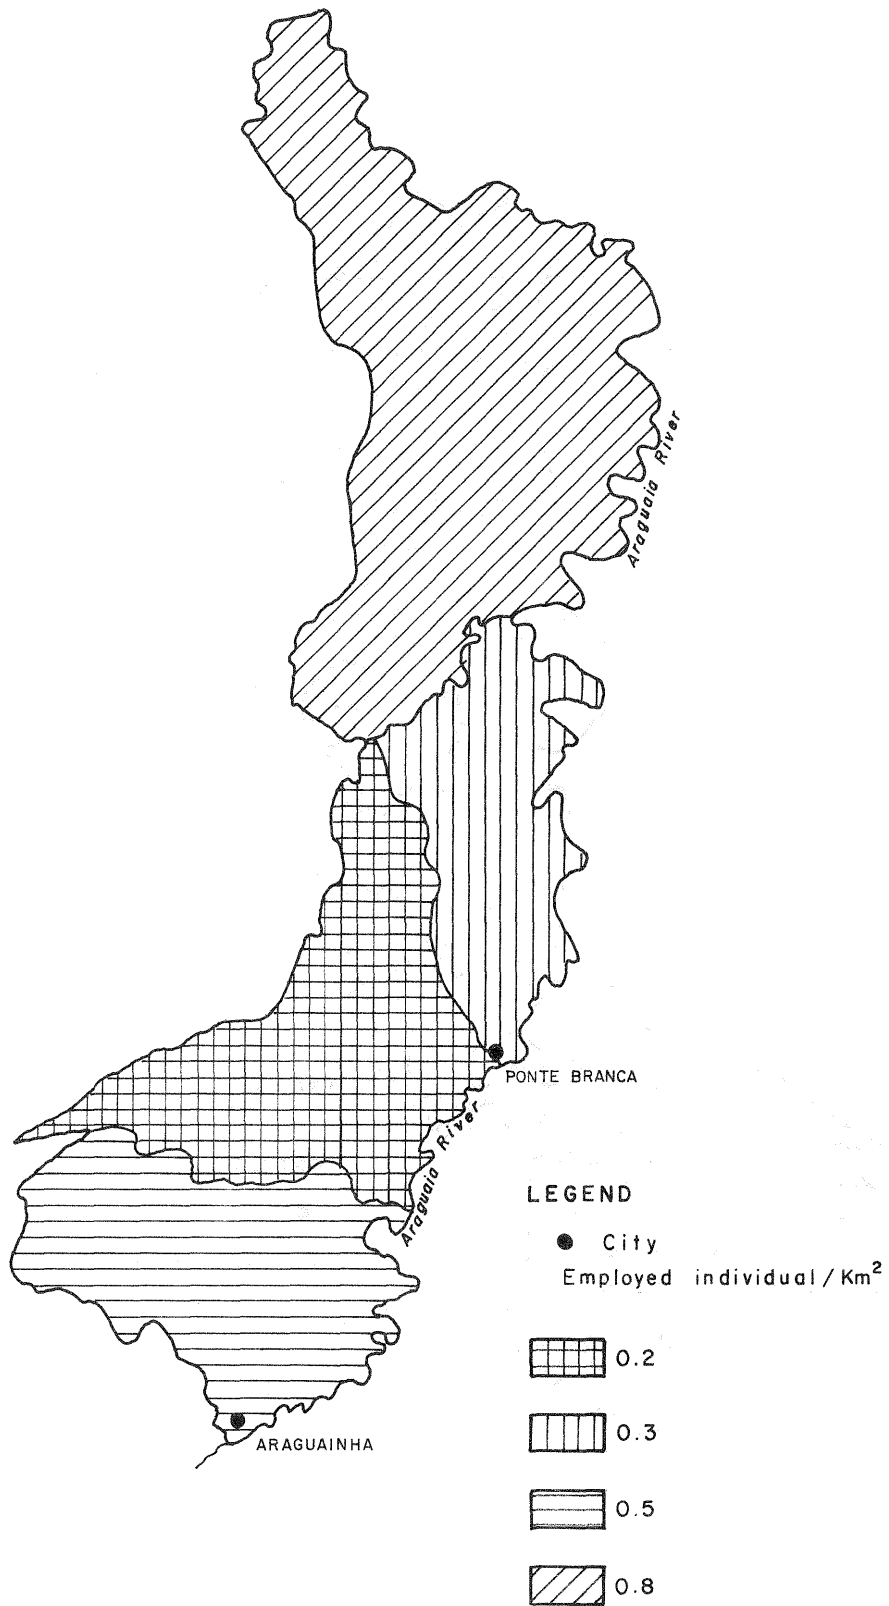 Araguaia River
PONTE BRANCA
Araguaia River
LEGEND
City
Employed individual/Km²
0.2
0.3
0.5
0.8
ARAGUAINHA